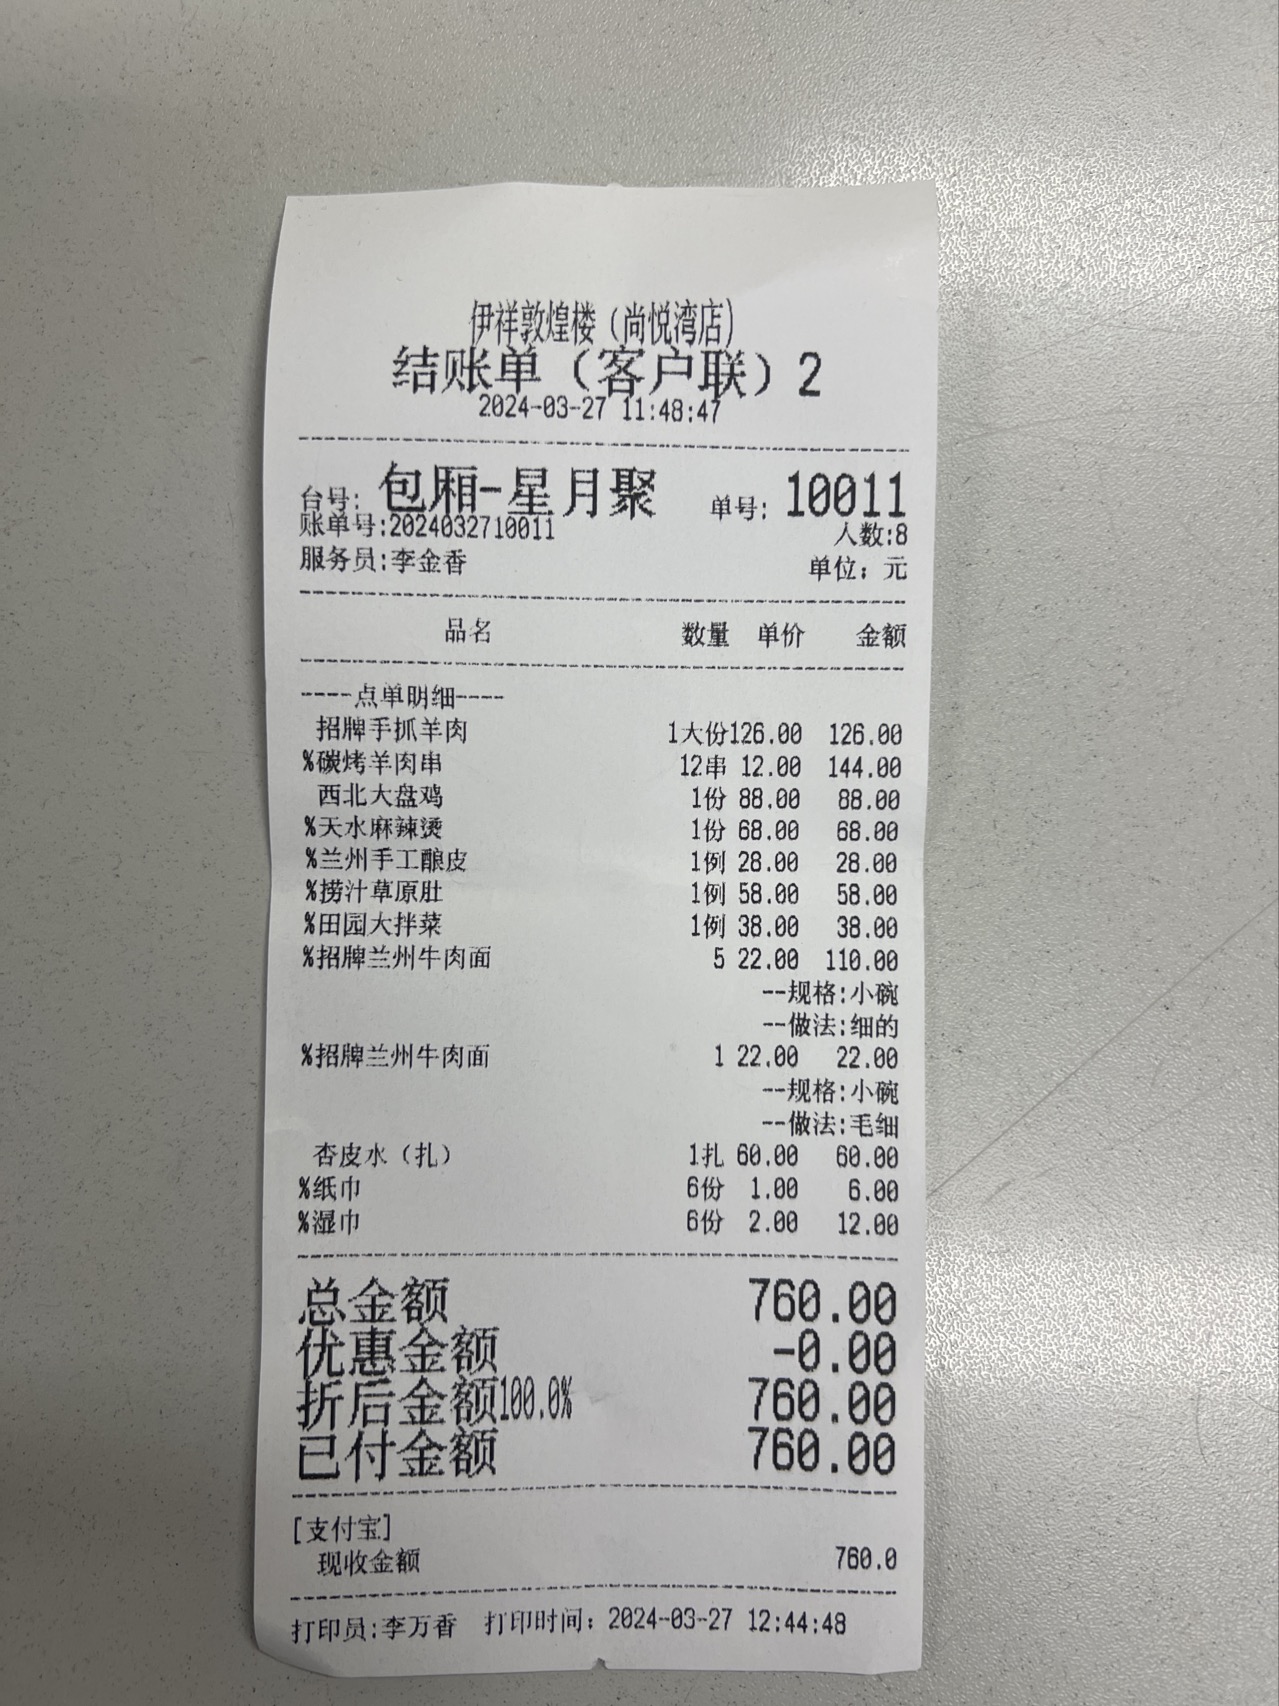 伊祥敦煌楼（尚悦湾店）
结账单（客户联）2
2024-03-27 11:48:47
台号: 包厢-星月聚 单号: 10011
账单号:2024032710011 人数:8
服务员:李金香 单位: 元
品名 数量 单价 金额
----点单明细----
招牌手抓羊肉 1大份126.00 126.00
%碳烤羊肉串 12串 12.00 144.00
西北大盘鸡 1份 88.00 88.00
%天水麻辣烫 1份 68.00 68.00
%兰州手工酿皮 1例 28.00 28.00
%捞汁草原肚 1例 58.00 58.00
%田园大拌菜 1例 38.00 38.00
%招牌兰州牛肉面 5 22.00 110.00
--规格:小碗
--做法:细的
%招牌兰州牛肉面 1 22.00 22.00
--规格:小碗
--做法:毛细
杏皮水（扎） 1扎 60.00 60.00
%纸巾 6份 1.00 6.00
%湿巾 6份 2.00 12.00
总金额 760.00
优惠金额 -0.00
折后金额100.0% 760.00
已付金额 760.00
[支付宝]
现收金额 760.0
打印员:李万香 打印时间: 2024-03-27 12:44:48